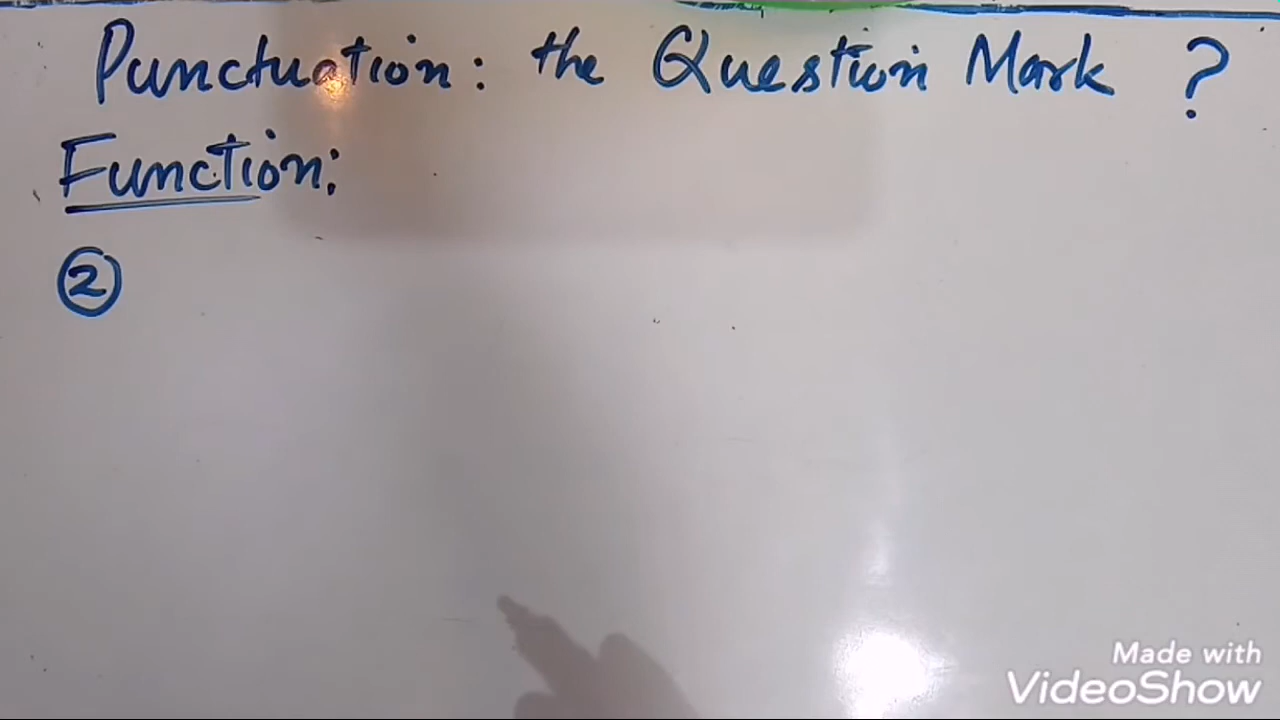 Punctuation: the Question Mark ?
Function:
②
Made with
VideoShow